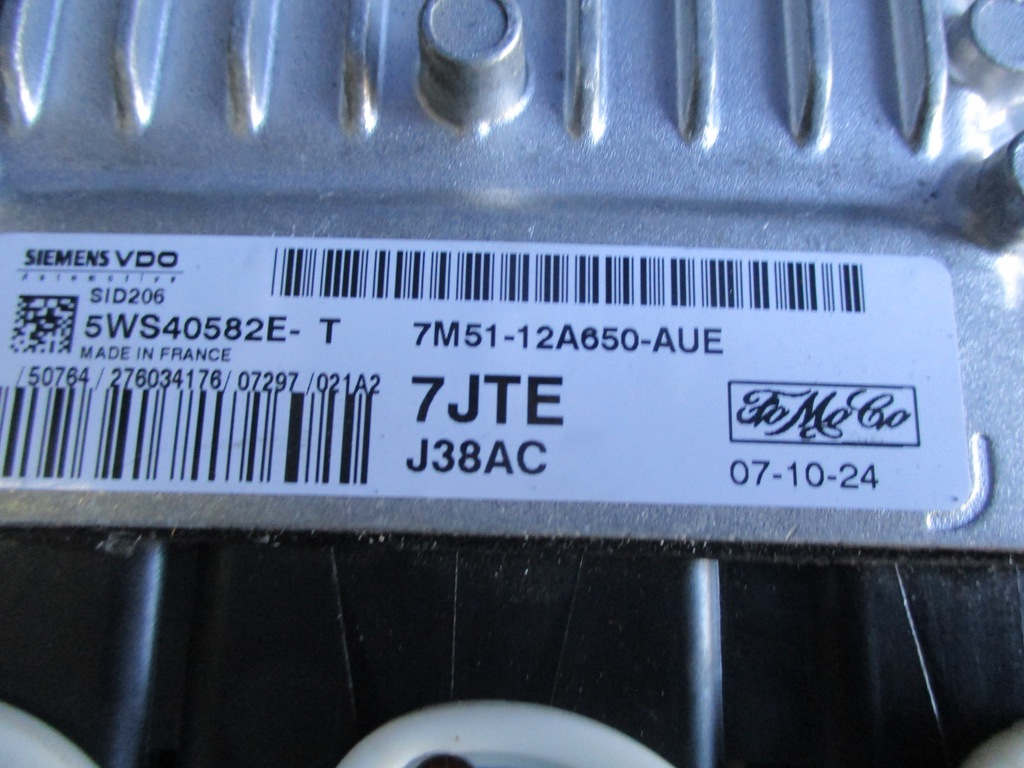 SIEMENS VDO
Automotive
SID206
5WS40582E- T
7M51-12A650-AUE
MADE IN FRANCE
/50764/276034176/07297/021A2
7JTE
J38AC
FoMoCo
07-10-24